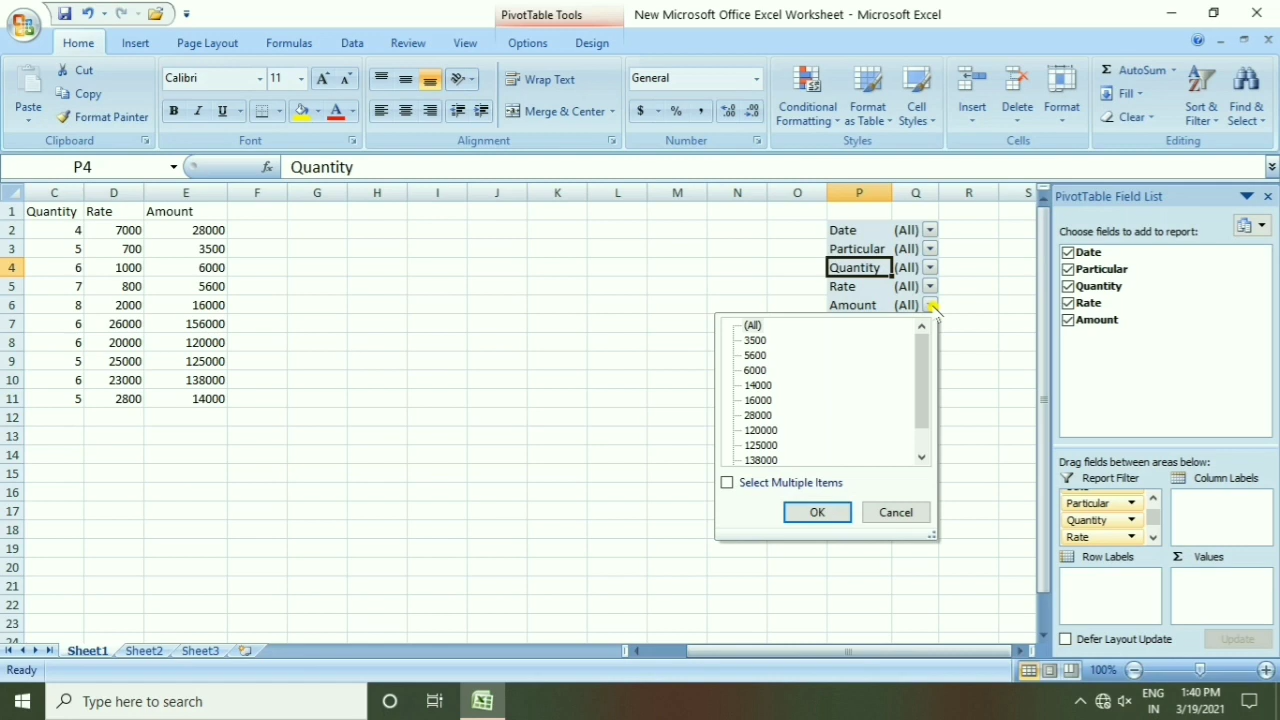 PivotTable Tools
New Microsoft Office Excel Worksheet - Microsoft Excel
Home Insert Page Layout Formulas Data Review View Options Design
Paste
Cut
Copy
Format Painter
Clipboard
Calibri 11
B I U A
Font
Wrap Text
Merge & Center
Alignment
General
$ % ,
Number
Conditional Formatting
Format as Table
Cell Styles
Styles
Insert Delete Format
Cells
Σ AutoSum
Fill
Clear
Sort & Filter
Find & Select
Editing
P4 fx Quantity
C D E F G H I J K L M N O P Q R S
1 Quantity Rate Amount
2 4 7000 28000 Date (All)
3 5 700 3500 Particular (All)
4 6 1000 6000 Quantity (All)
5 7 800 5600 Rate (All)
6 8 2000 16000 Amount (All)
7 6 26000 156000
8 6 20000 120000
9 5 25000 125000
10 6 23000 138000
11 5 2800 14000
12
13
14
15
16
17
18
19
20
21
22
23
24
(All)
3500
5600
6000
14000
16000
28000
120000
125000
138000
Select Multiple Items
OK Cancel
PivotTable Field List
Choose fields to add to report:
Date
Particular
Quantity
Rate
Amount
Drag fields between areas below:
Report Filter Column Labels
Particular
Quantity
Rate
Row Labels Σ Values
Defer Layout Update Update
Sheet1 Sheet2 Sheet3
Ready 100%
Type here to search
ENG
IN
1:40 PM
3/19/2021